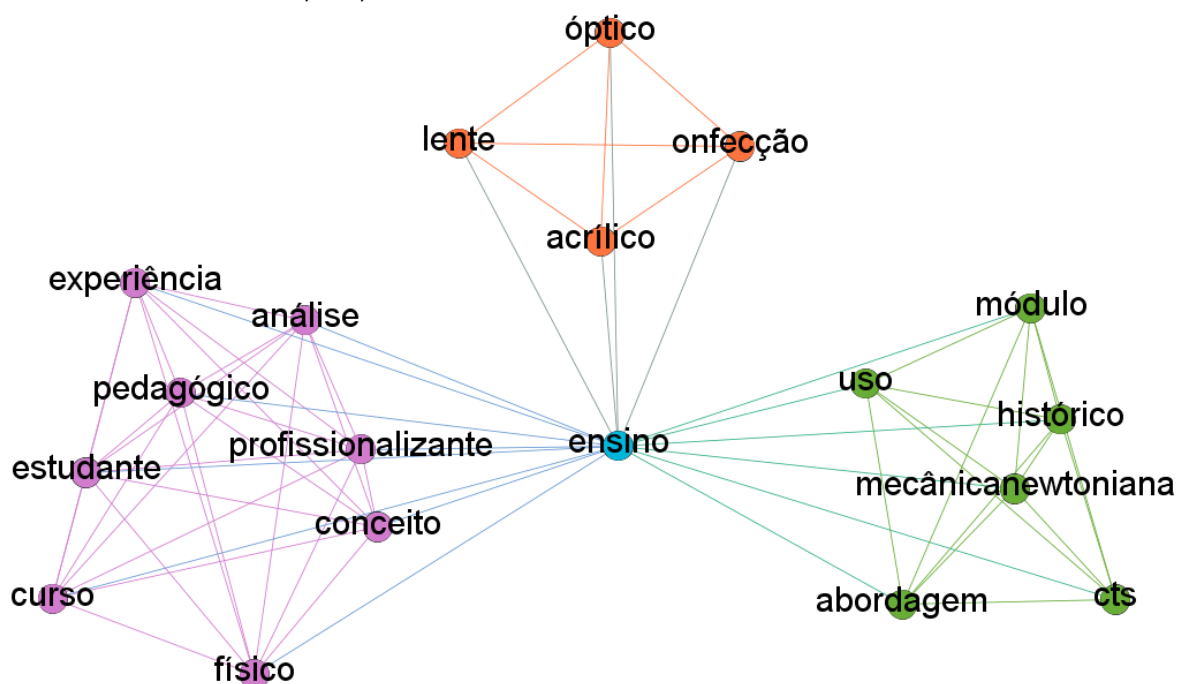 óptico
lente
onfecção
acrílico
experiência
análise
pedagógico
profissionalizante
estudante
conceito
curso
físico
ensino
módulo
uso
histórico
mecânicanewtoniana
abordagem
cts